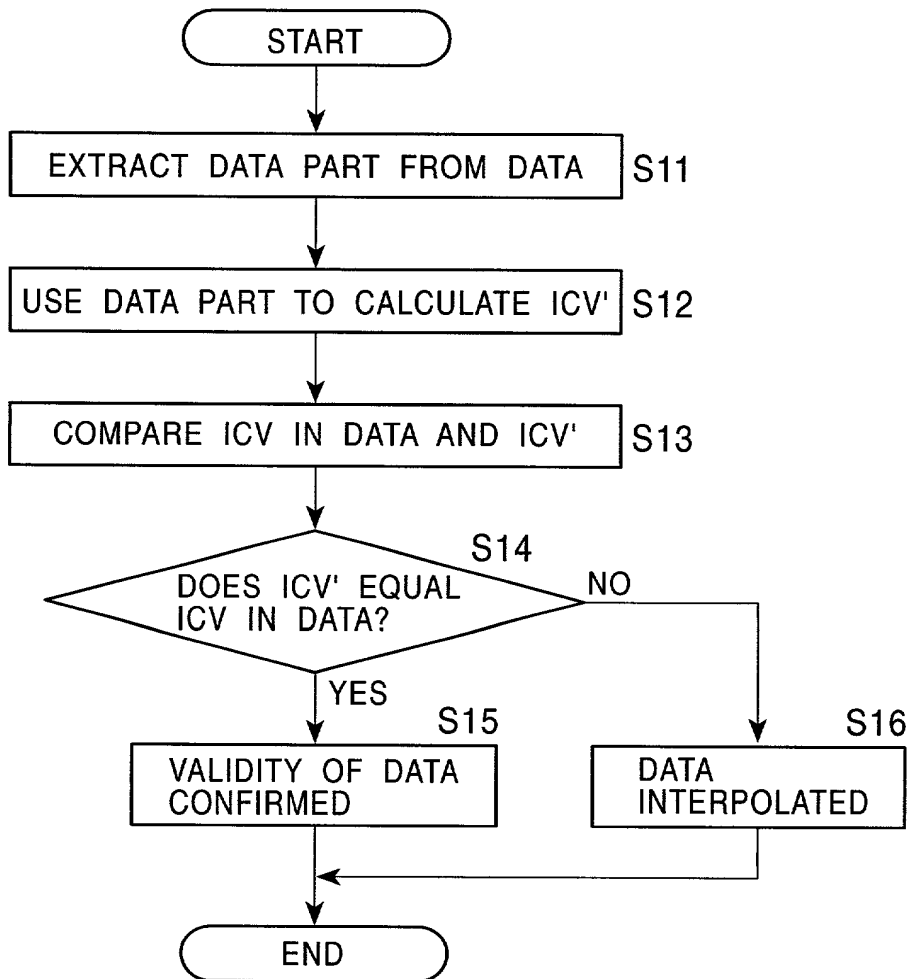 START
EXTRACT DATA PART FROM DATA
S11
USE DATA PART TO CALCULATE ICV'
S12
COMPARE ICV IN DATA AND ICV'
S13
S14
DOES ICV' EQUAL
ICV IN DATA?
NO
YES
S15
VALIDITY OF DATA
CONFIRMED
S16
DATA
INTERPOLATED
END